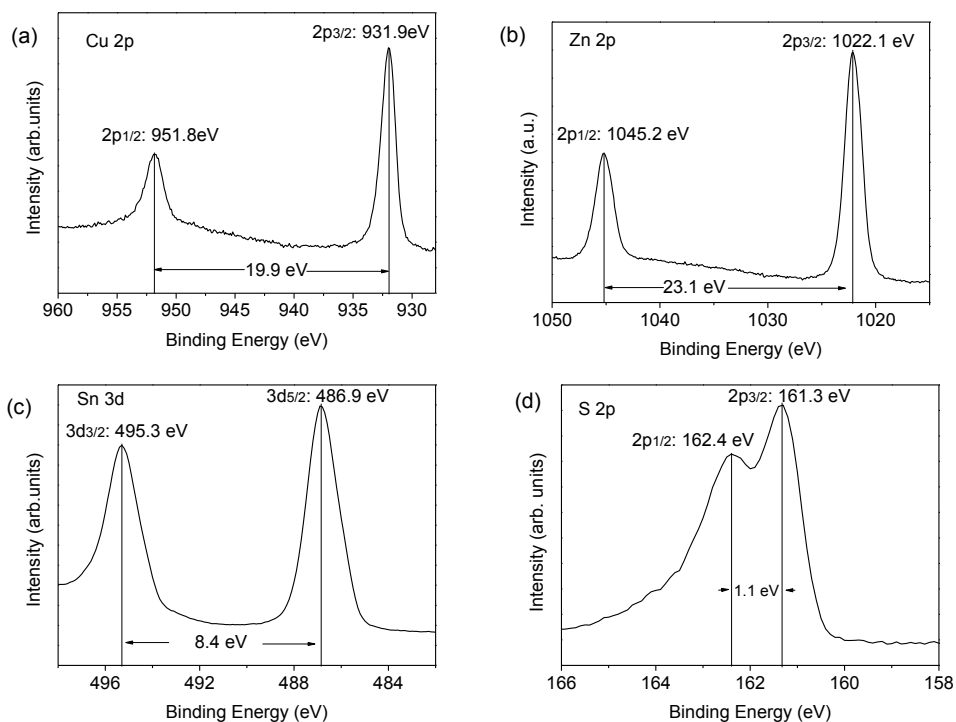 (a)
Cu 2p
2p3/2: 931.9eV
2p1/2: 951.8eV
19.9 eV
Intensity (arb.units)
960 955 950 945 940 935 930
Binding Energy (eV)
(b)
Zn 2p
2p3/2: 1022.1 eV
2p1/2: 1045.2 eV
23.1 eV
Intensity (a.u.)
1050 1040 1030 1020
Binding Energy (eV)
(c)
Sn 3d
3d5/2: 486.9 eV
3d3/2: 495.3 eV
8.4 eV
Intensity (arb.units)
496 492 488 484
Binding Energy (eV)
(d)
S 2p
2p3/2: 161.3 eV
2p1/2: 162.4 eV
1.1 eV
Intensity (arb. units)
166 164 162 160 158
Binding Energy (eV)